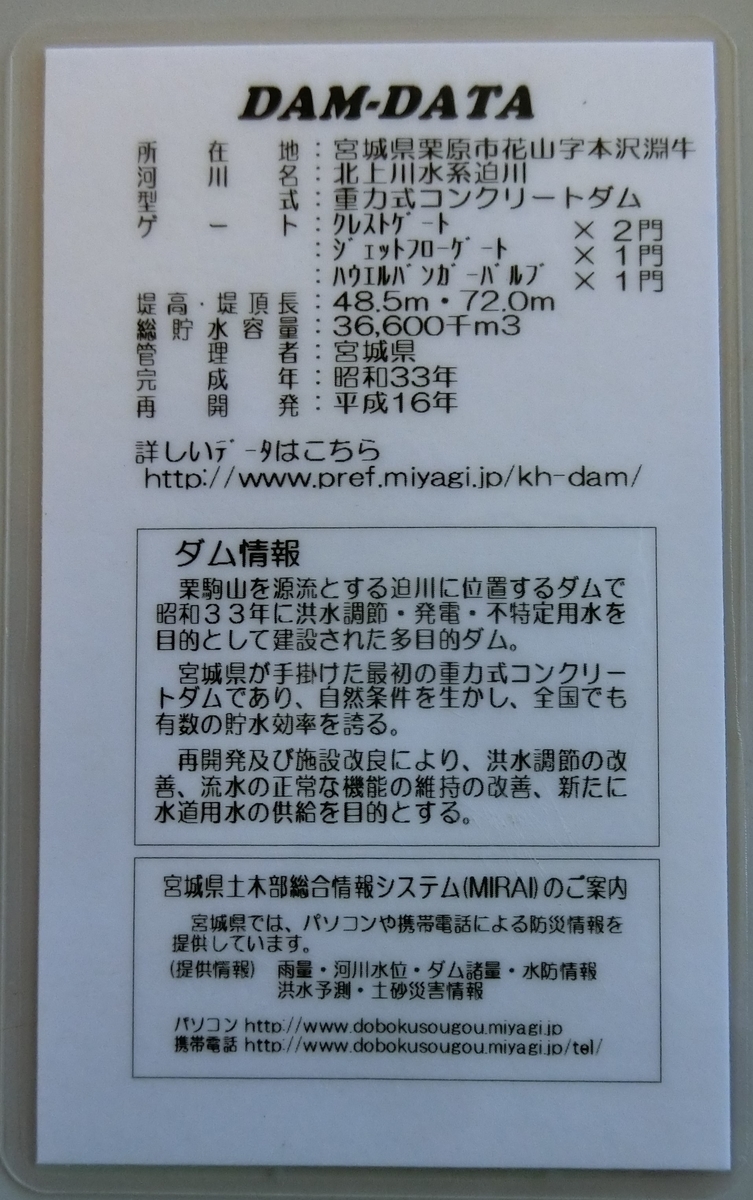 DAM-DATA
所在地：宮城県栗原市花山字本沢淵牛
河川名：北上川水系迫川
型式：重力式コンクリートダム
ゲート：ｸﾚｽﾄｹﾞｰﾄ × 2門
：ｼﾞｪｯﾄﾌﾛｰｹﾞｰﾄ × 1門
：ﾊｳｴﾙﾊﾞﾝｶﾞｰﾊﾞﾙﾌﾞ × 1門
堤高・堤頂長：48.5m・72.0m
総貯水容量：36,600千m3
管理者：宮城県
完成年：昭和33年
再開発：平成16年
詳しいﾃﾞｰﾀはこちら
http://www.pref.miyagi.jp/kh-dam/
ダム情報
栗駒山を源流とする迫川に位置するダムで
昭和３３年に洪水調節・発電・不特定用水を
目的として建設された多目的ダム。
宮城県が手掛けた最初の重力式コンクリー
トダムであり、自然条件を生かし、全国でも
有数の貯水効率を誇る。
再開発及び施設改良により、洪水調節の改
善、流水の正常な機能の維持の改善、新たに
水道用水の供給を目的とする。
宮城県土木部総合情報システム(MIRAI)のご案内
宮城県では、パソコンや携帯電話による防災情報を
提供しています。
(提供情報) 雨量・河川水位・ダム諸量・水防情報
洪水予測・土砂災害情報
パソコン http://www.dobokusougou.miyagi.jp
携帯電話 http://www.dobokusougou.miyagi.jp/tel/